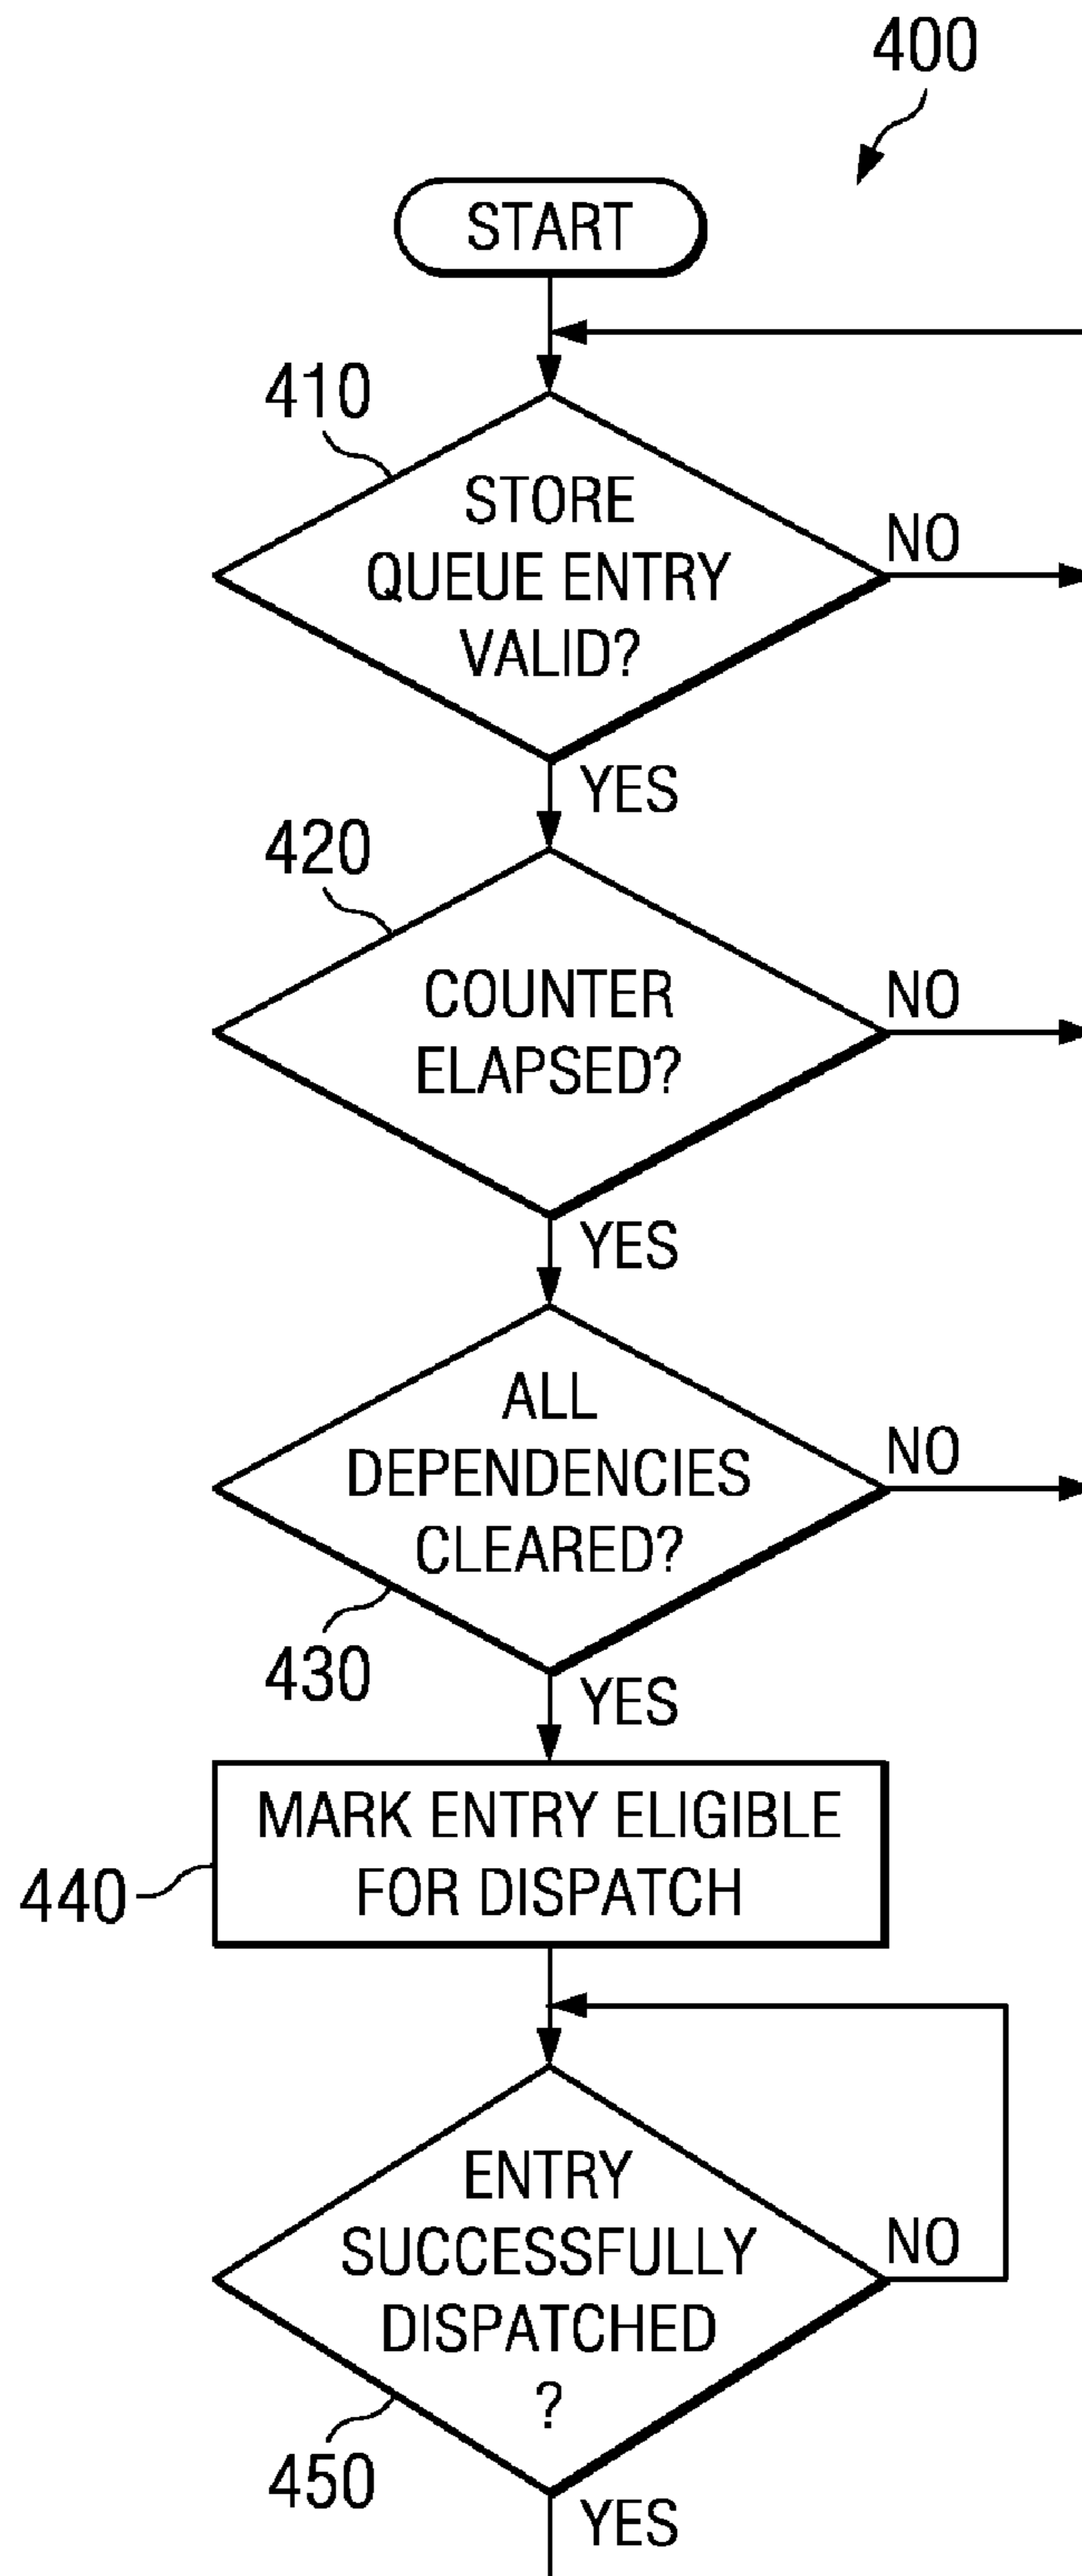 400
START
410
STORE
QUEUE ENTRY
VALID?
NO
YES
420
COUNTER
ELAPSED?
NO
YES
ALL
DEPENDENCIES
CLEARED?
NO
430
YES
MARK ENTRY ELIGIBLE
FOR DISPATCH
440
ENTRY
SUCCESSFULLY
DISPATCHED
?
NO
450
YES